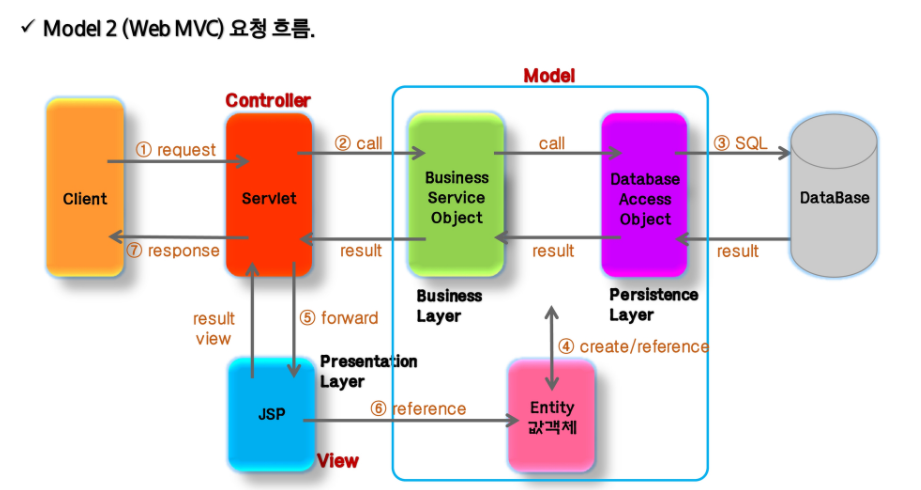 ✓ Model 2 (Web MVC) 요청 흐름.
Model
Controller
① request
② call
call
③ SQL
Client
Servlet
Business
Service
Object
Database
Access
Object
DataBase
⑦ response
result
result
result
Business
Layer
Persistence
Layer
result
view
⑤ forward
④ create/reference
Presentation
Layer
JSP
⑥ reference
Entity
값객체
View